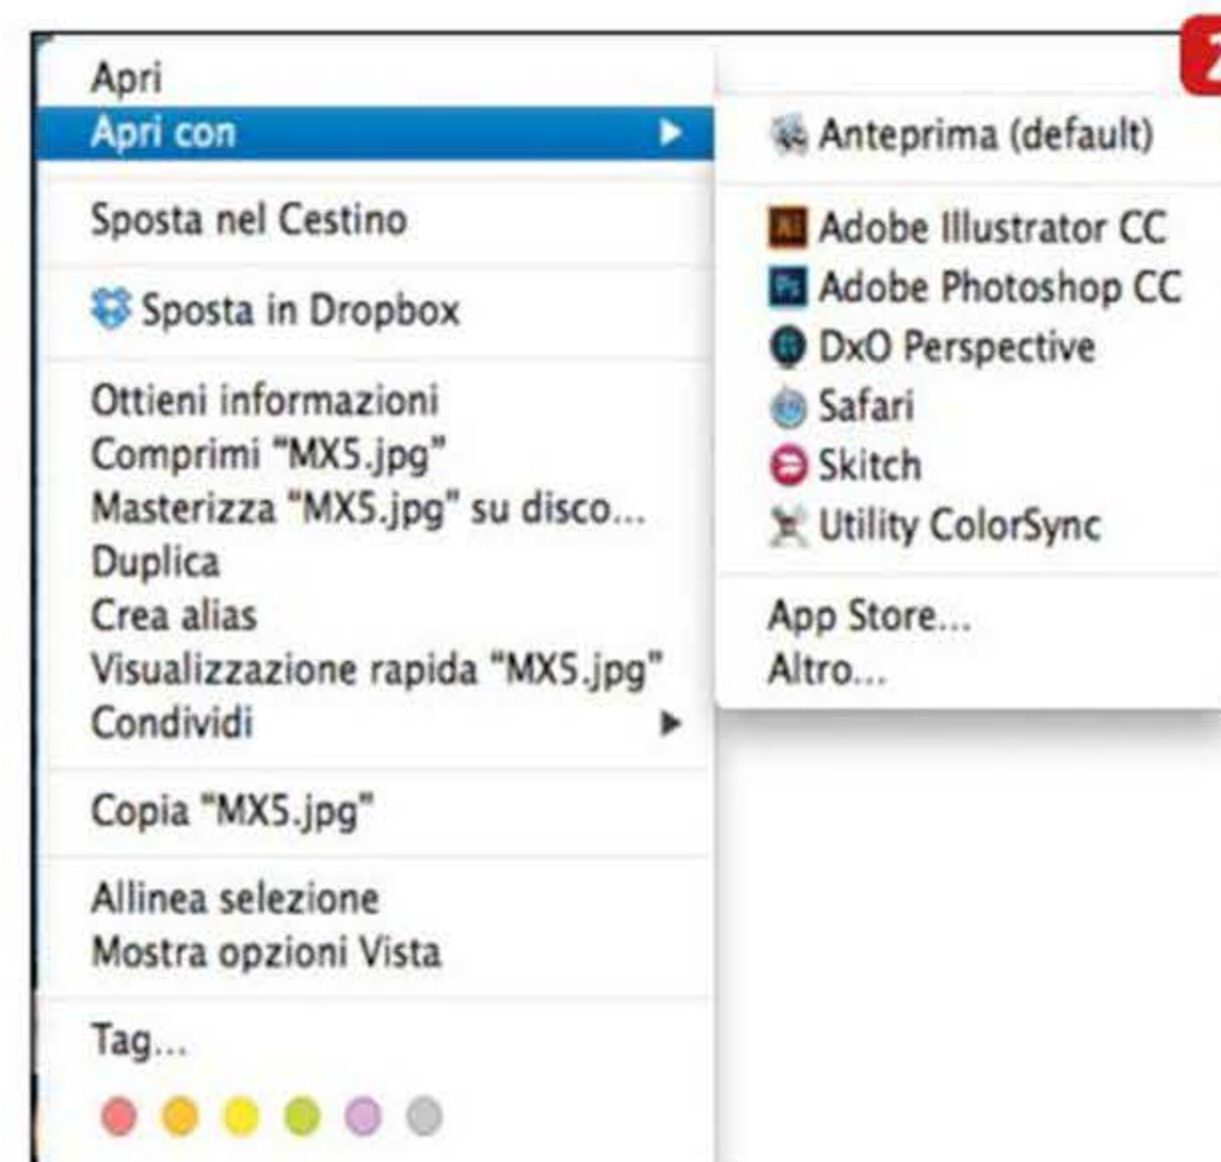 Apri
Apri con
Sposta nel Cestino
Sposta in Dropbox
Ottieni informazioni
Comprimi "MX5.jpg"
Masterizza "MX5.jpg" su disco...
Duplica
Crea alias
Visualizzazione rapida "MX5.jpg"
Condividi
Copia "MX5.jpg"
Allinea selezione
Mostra opzioni Vista
Tag...
Anteprima (default)
Ai Adobe Illustrator CC
Ps Adobe Photoshop CC
DxO Perspective
Safari
Skitch
Utility ColorSync
App Store...
Altro...